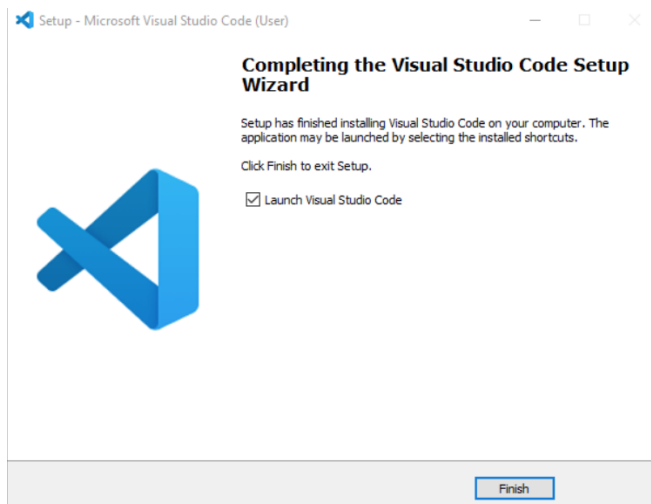 Setup - Microsoft Visual Studio Code (User)
Completing the Visual Studio Code Setup
Wizard
Setup has finished installing Visual Studio Code on your computer. The
application may be launched by selecting the installed shortcuts.
Click Finish to exit Setup.
Launch Visual Studio Code
Finish